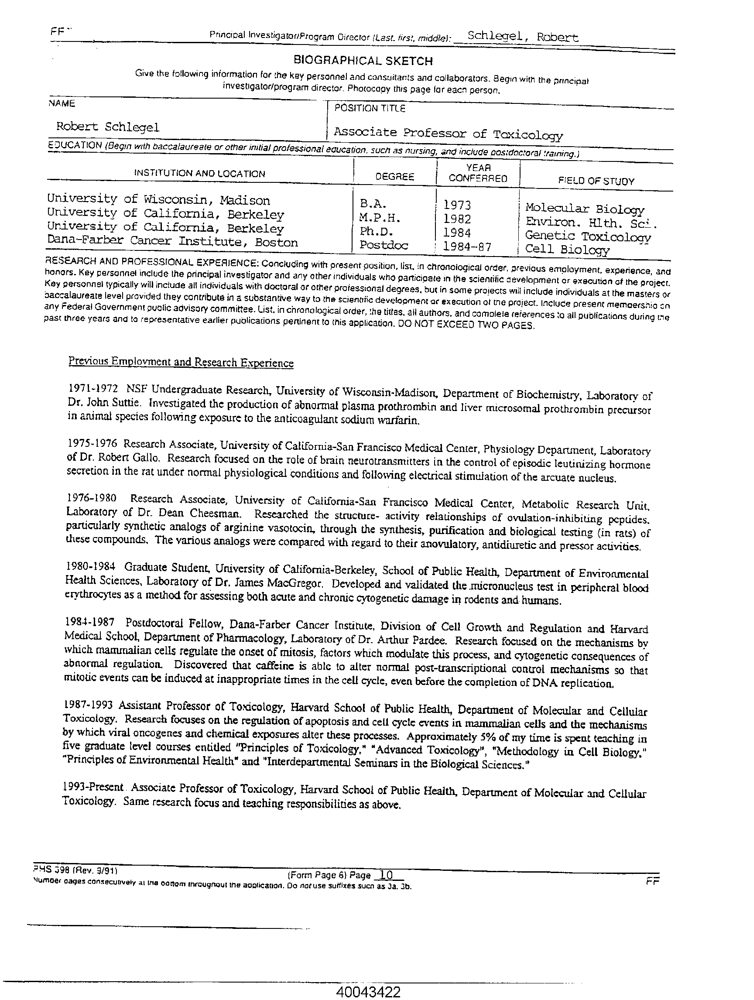 FF
Principal Investigator/Program Director (Last, first, middle): Schlegel, Robert
BIOGRAPHICAL SKETCH
Give the following information for the key personnel and consultants and collaborators. Begin with the principal
investigator/program director. Photocopy this page for each person.
NAME
POSITION TITLE
Robert Schlegel
Associate Professor of Toxicology
EDUCATION (Begin with baccalaureate or other initial professional education, such as nursing, and include postdoctoral training.)
INSTITUTION AND LOCATION
DEGREE
YEAR
CONFERRED
FIELD OF STUDY
University of Wisconsin, Madison B.A. 1973 Molecular Biology
University of California, Berkeley M.P.H. 1982 Environ. Hlth. Sci.
University of California, Berkeley Ph.D. 1984 Genetic Toxicology
Dana-Farber Cancer Institute, Boston Postdoc 1984-87 Cell Biology
RESEARCH AND PROFESSIONAL EXPERIENCE: Concluding with present position, list, in chronological order, previous employment, experience, and
honors. Key personnel include the principal investigator and any other individuals who participate in the scientific development or execution of the project.
Key personnel typically will include all individuals with doctoral or other professional degrees, but in some projects will include individuals at the masters or
baccalaureate level provided they contribute in a substantive way to the scientific development or execution of the project. Include present membership on
any Federal Government public advisory committee. List, in chronological order, the titles, all authors, and complete references to all publications during the
past three years and to representative earlier publications pertinent to this application. DO NOT EXCEED TWO PAGES.
Previous Employment and Research Experience
1971-1972 NSF Undergraduate Research, University of Wisconsin-Madison, Department of Biochemistry, Laboratory of
Dr. John Suttie. Investigated the production of abnormal plasma prothrombin and liver microsomal prothrombin precursor
in animal species following exposure to the anticoagulant sodium warfarin.
1975-1976 Research Associate, University of California-San Francisco Medical Center, Physiology Department, Laboratory
of Dr. Robert Gallo. Research focused on the role of brain neurotransmitters in the control of episodic leutinizing hormone
secretion in the rat under normal physiological conditions and following electrical stimulation of the arcuate nucleus.
1976-1980 Research Associate, University of California-San Francisco Medical Center, Metabolic Research Unit,
Laboratory of Dr. Dean Cheesman. Researched the structure- activity relationships of ovulation-inhibiting peptides,
particularly synthetic analogs of arginine vasotocin, through the synthesis, purification and biological testing (in rats) of
these compounds. The various analogs were compared with regard to their anovulatory, antidiuretic and pressor activities.
1980-1984 Graduate Student, University of California-Berkeley, School of Public Health, Department of Environmental
Health Sciences, Laboratory of Dr. James MacGregor. Developed and validated the micronucleus test in peripheral blood
erythrocytes as a method for assessing both acute and chronic cytogenetic damage in rodents and humans.
1984-1987 Postdoctoral Fellow, Dana-Farber Cancer Institute, Division of Cell Growth and Regulation and Harvard
Medical School, Department of Pharmacology, Laboratory of Dr. Arthur Pardee. Research focused on the mechanisms by
which mammalian cells regulate the onset of mitosis, factors which modulate this process, and cytogenetic consequences of
abnormal regulation. Discovered that caffeine is able to alter normal post-transcriptional control mechanisms so that
mitotic events can be induced at inappropriate times in the cell cycle, even before the completion of DNA replication.
1987-1993 Assistant Professor of Toxicology, Harvard School of Public Health, Department of Molecular and Cellular
Toxicology. Research focuses on the regulation of apoptosis and cell cycle events in mammalian cells and the mechanisms
by which viral oncogenes and chemical exposures alter these processes. Approximately 5% of my time is spent teaching in
five graduate level courses entitled "Principles of Toxicology," "Advanced Toxicology", "Methodology in Cell Biology,"
"Principles of Environmental Health" and "Interdepartmental Seminars in the Biological Sciences."
1993-Present Associate Professor of Toxicology, Harvard School of Public Health, Department of Molecular and Cellular
Toxicology. Same research focus and teaching responsibilities as above.
PHS 398 (Rev. 9/91)
(Form Page 6) Page 10
FF
Number pages consecutively at the bottom throughout the application. Do not use suffixes such as 3a, 3b.
40043422